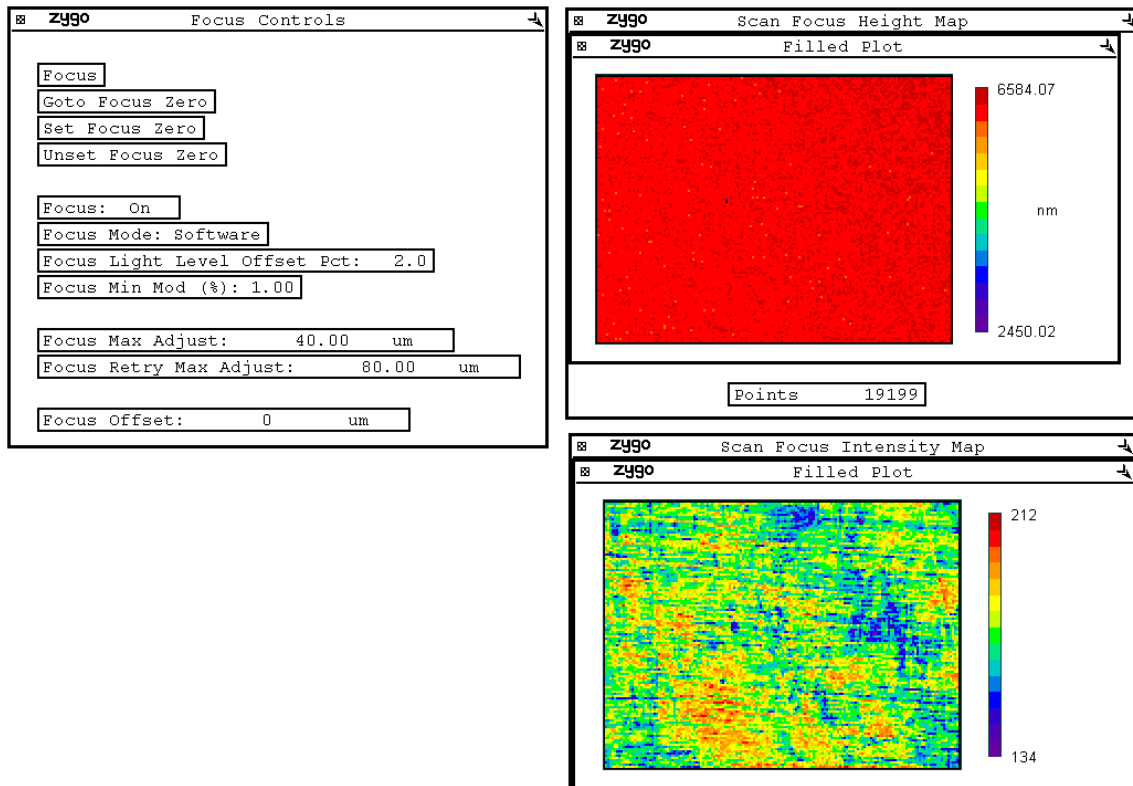 zygo Focus Controls
Focus
Goto Focus Zero
Set Focus Zero
Unset Focus Zero
Focus: On
Focus Mode: Software
Focus Light Level Offset Pct: 2.0
Focus Min Mod (%): 1.00
Focus Max Adjust: 40.00 um
Focus Retry Max Adjust: 80.00 um
Focus Offset: 0 um
zygo Scan Focus Height Map
zygo Filled Plot
6584.07
nm
2450.02
Points 19199
zygo Scan Focus Intensity Map
zygo Filled Plot
212
134